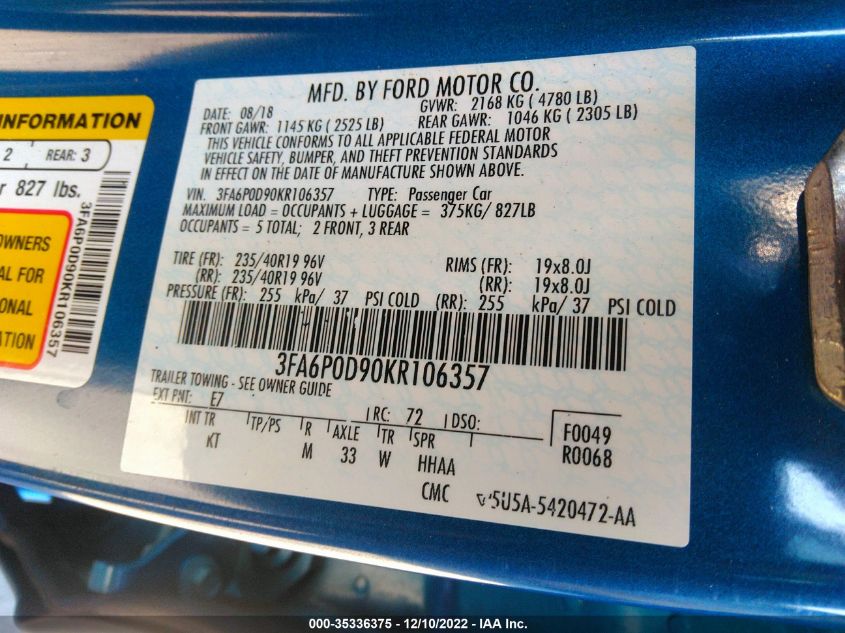 MFD. BY FORD MOTOR CO.
DATE: 08/18 GVWR: 2168 KG ( 4780 LB)
FRONT GAWR: 1145 KG ( 2525 LB) REAR GAWR: 1046 KG ( 2305 LB)
THIS VEHICLE CONFORMS TO ALL APPLICABLE FEDERAL MOTOR
VEHICLE SAFETY, BUMPER, AND THEFT PREVENTION STANDARDS
IN EFFECT ON THE DATE OF MANUFACTURE SHOWN ABOVE.
VIN: 3FA6P0D90KR106357 TYPE: Passenger Car
MAXIMUM LOAD = OCCUPANTS + LUGGAGE = 375KG/ 827LB
OCCUPANTS = 5 TOTAL; 2 FRONT, 3 REAR
TIRE (FR): 235/40R19 96V RIMS (FR): 19x8.0J
(RR): 235/40R19 96V (RR): 19x8.0J
PRESSURE (FR): 255 kPa/ 37 PSI COLD (RR): 255 kPa/ 37 PSI COLD
3FA6P0D90KR106357
TRAILER TOWING - SEE OWNER GUIDE
EXT PNT: E7 RC: 72 DSO: F0049
INT TR TP/PS R AXLE TR SPR R0068
KT M 33 W HHAA
CMC 5U5A-5420472-AA
INFORMATION
2 REAR: 3
827 lbs.
3FA6P0D90KR106357
OWNERS
FOR
000-35336375 - 12/10/2022 - IAA Inc.